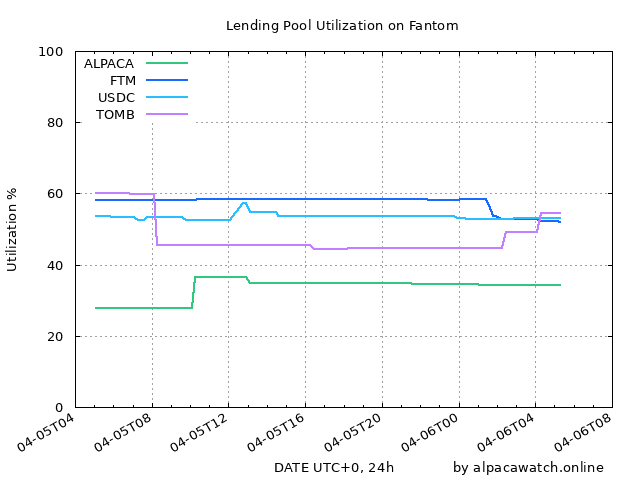 Lending Pool Utilization on Fantom
100
80
60
40
20
0
Utilization %
ALPACA
FTM
USDC
TOMB
04-05T04
04-05T08
04-05T12
04-05T16
04-05T20
04-06T00
04-06T04
04-06T08
DATE UTC+0, 24h
by alpacawatch.online